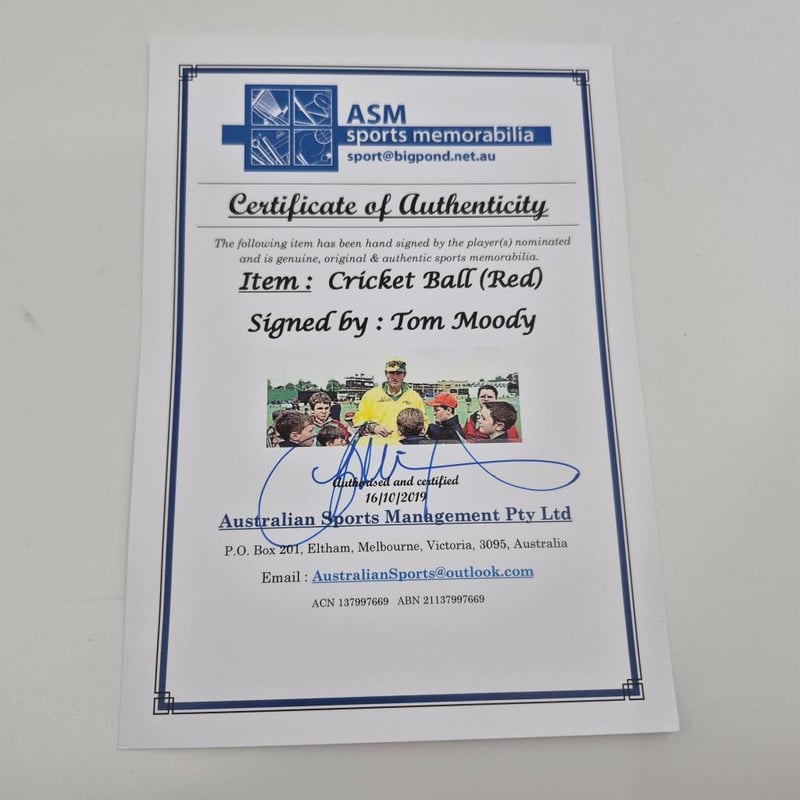 ASM
sports memorabilia
sport@bigpond.net.au
Certificate of Authenticity
The following item has been hand signed by the player(s) nominated
and is genuine, original & authentic sports memorabilia.
Item : Cricket Ball (Red)
Signed by : Tom Moody
Authorised and certified
16/10/2019
Australian Sports Management Pty Ltd
P.O. Box 201, Eltham, Melbourne, Victoria, 3095, Australia
Email : AustralianSports@outlook.com
ACN 137997669 ABN 21137997669